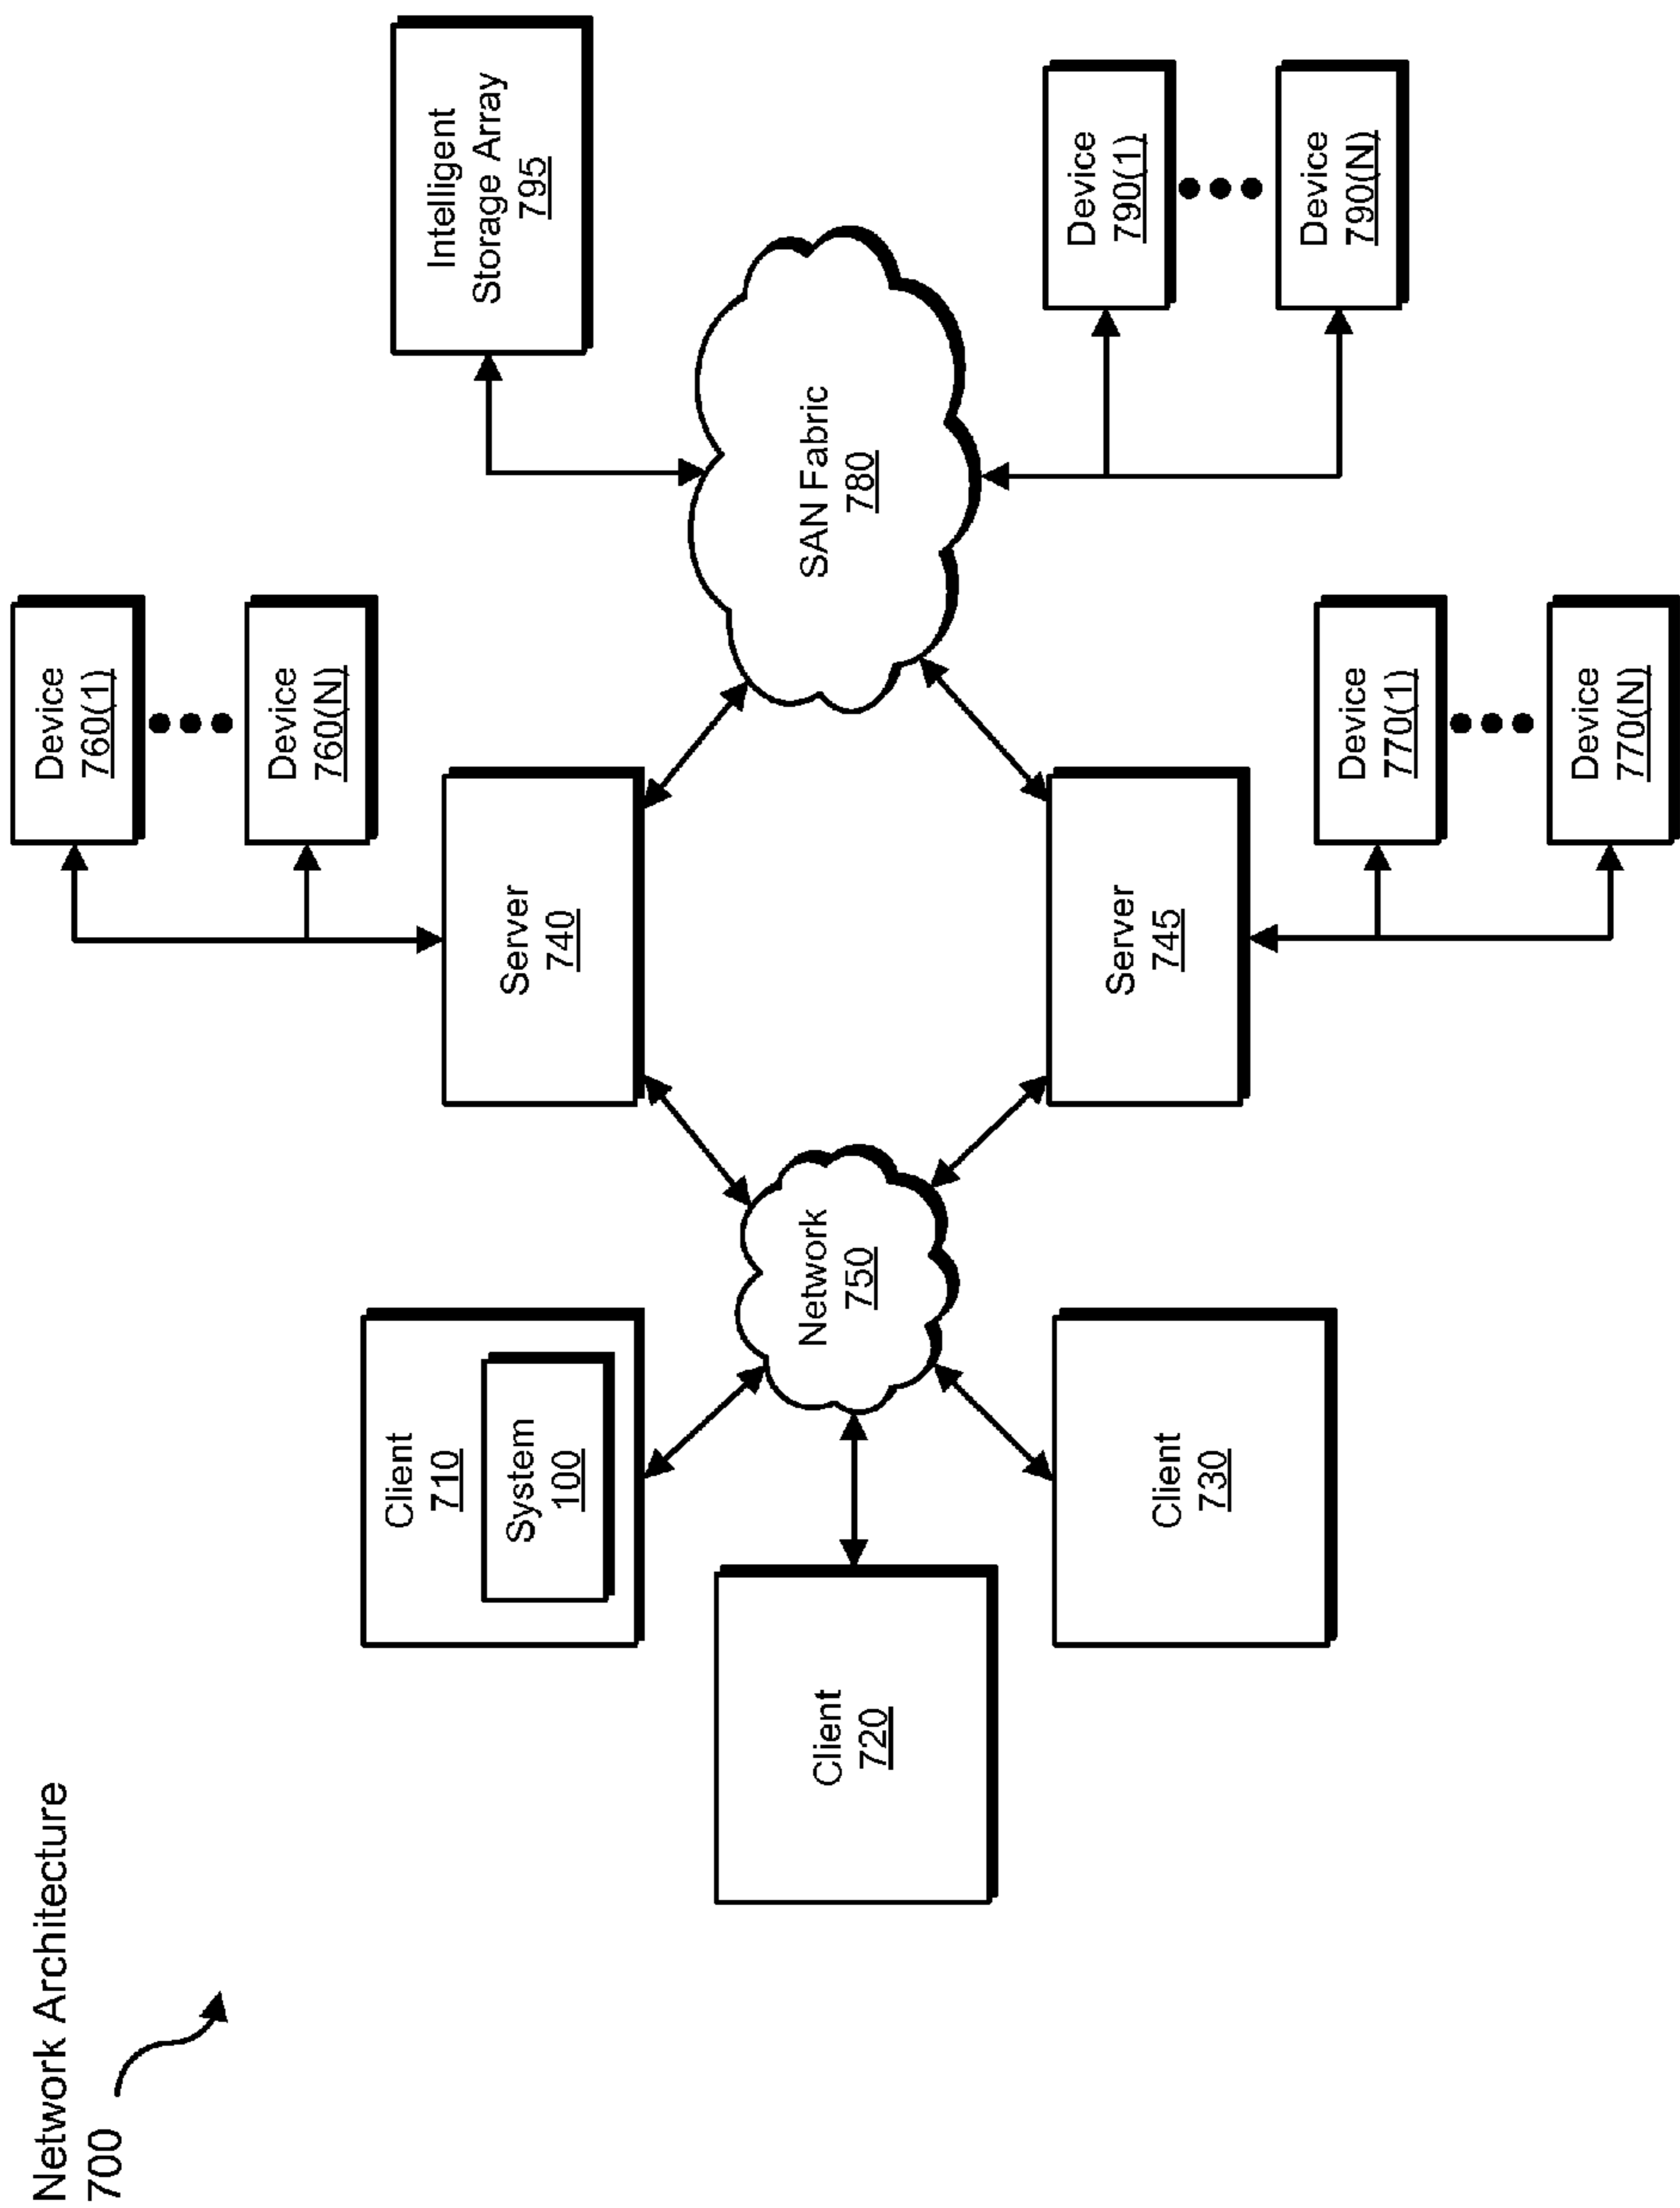 Network Architecture
700
Client
710
System
100
Client
720
Client
730
Network
750
Server
740
Server
745
Device
760(1)
Device
760(N)
Device
770(1)
Device
770(N)
SAN Fabric
780
Intelligent
Storage Array
795
Device
790(1)
Device
790(N)